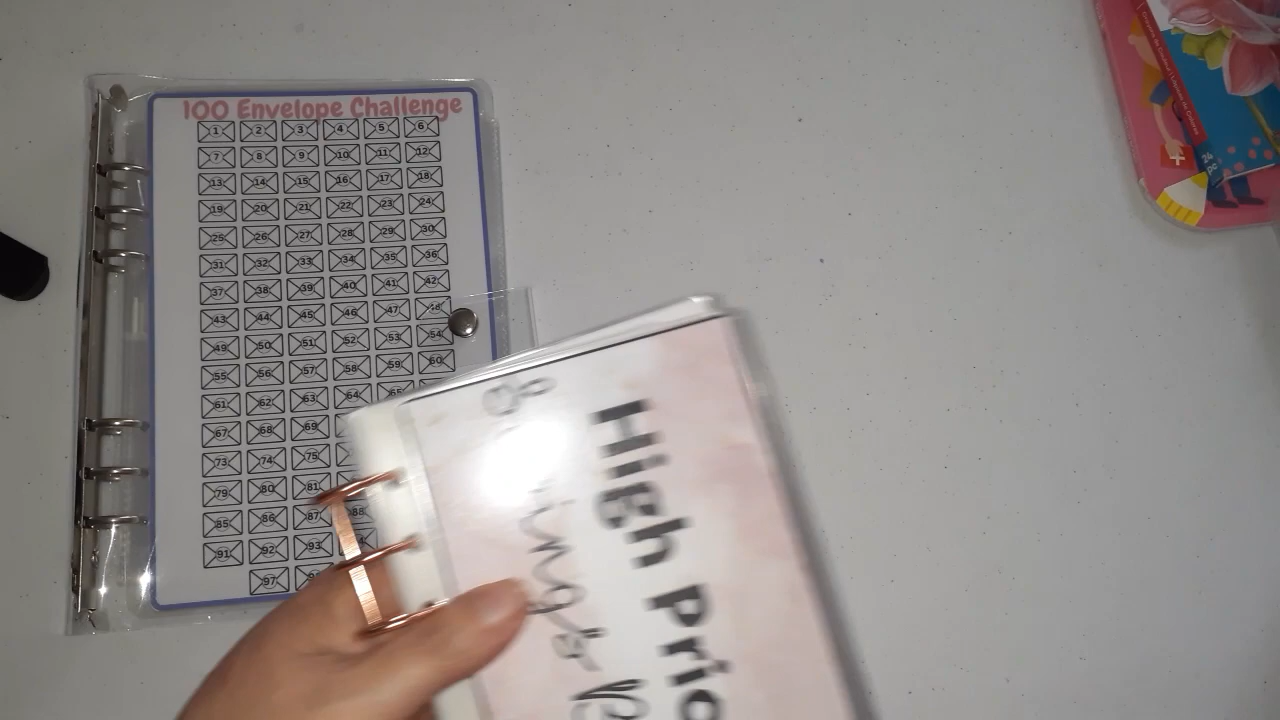 100 Envelope Challenge
1 2 3 4 5 6
7 8 9 10 11 12
13 14 15 16 17 18
19 20 21 22 23 24
25 26 27 28 29 30
31 32 33 34 35 36
37 38 39 40 41 42
43 44 45 46 47 48
49 50 51 52 53 54
55 56 57 58 59 60
61 62 63 64 65
67 68 69
73 74 75
79 80 81
85 86 87 88
91 92 93
97
High Prio
24